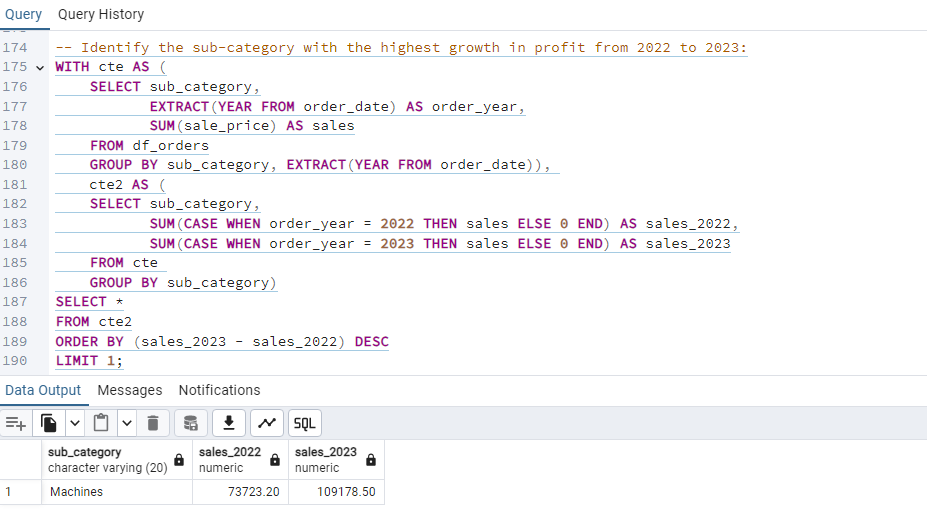 Query Query History
174 -- Identify the sub-category with the highest growth in profit from 2022 to 2023:
175 WITH cte AS (
176 SELECT sub_category,
177 EXTRACT(YEAR FROM order_date) AS order_year,
178 SUM(sale_price) AS sales
179 FROM df_orders
180 GROUP BY sub_category, EXTRACT(YEAR FROM order_date)),
181 cte2 AS (
182 SELECT sub_category,
183 SUM(CASE WHEN order_year = 2022 THEN sales ELSE 0 END) AS sales_2022,
184 SUM(CASE WHEN order_year = 2023 THEN sales ELSE 0 END) AS sales_2023
185 FROM cte
186 GROUP BY sub_category)
187 SELECT *
188 FROM cte2
189 ORDER BY (sales_2023 - sales_2022) DESC
190 LIMIT 1;
Data Output Messages Notifications
SQL
sub_category sales_2022 sales_2023
character varying (20) numeric numeric
1 Machines 73723.20 109178.50